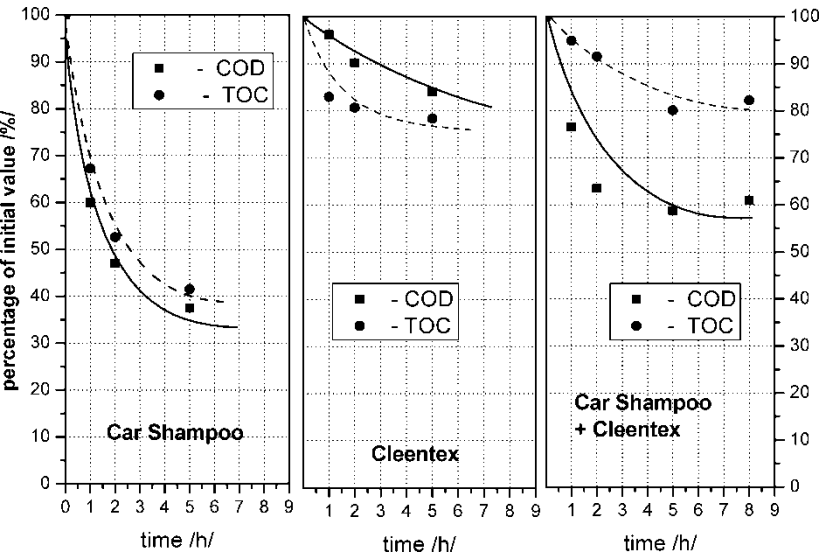 percentage of initial value /%/
100
90
80
70
60
50
40
30
20
10
0
- COD
- TOC
Car Shampoo
0 1 2 3 4 5 6 7 8 9
time /h/
- COD
- TOC
Cleentex
1 2 3 4 5 6 7 8 9
time /h/
- COD
- TOC
Car Shampoo
+ Cleentex
1 2 3 4 5 6 7 8 9
time /h/
100
90
80
70
60
50
40
30
20
10
0